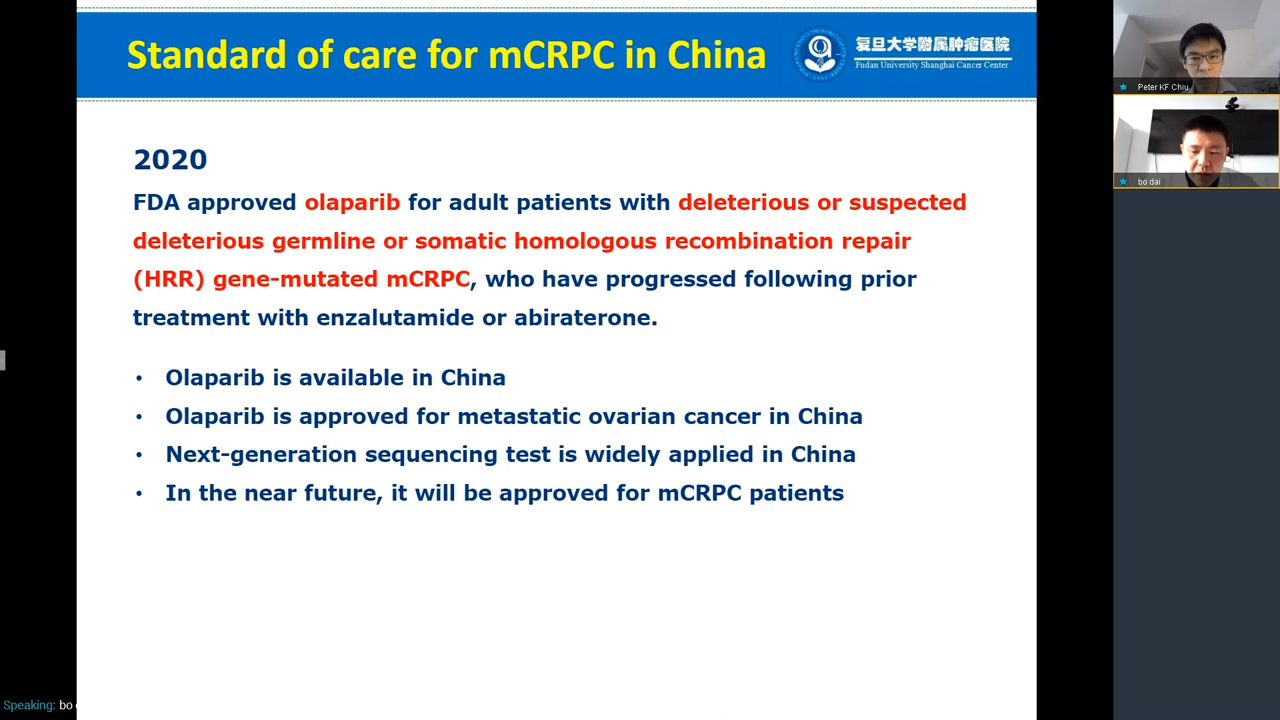 Standard of care for mCRPC in China
复旦大学附属肿瘤医院
Fudan University Shanghai Cancer Center
2020
FDA approved olaparib for adult patients with deleterious or suspected
deleterious germline or somatic homologous recombination repair
(HRR) gene-mutated mCRPC, who have progressed following prior
treatment with enzalutamide or abiraterone.
• Olaparib is available in China
• Olaparib is approved for metastatic ovarian cancer in China
• Next-generation sequencing test is widely applied in China
• In the near future, it will be approved for mCRPC patients
Peter KF Chiu
bo dai
Speaking: bo